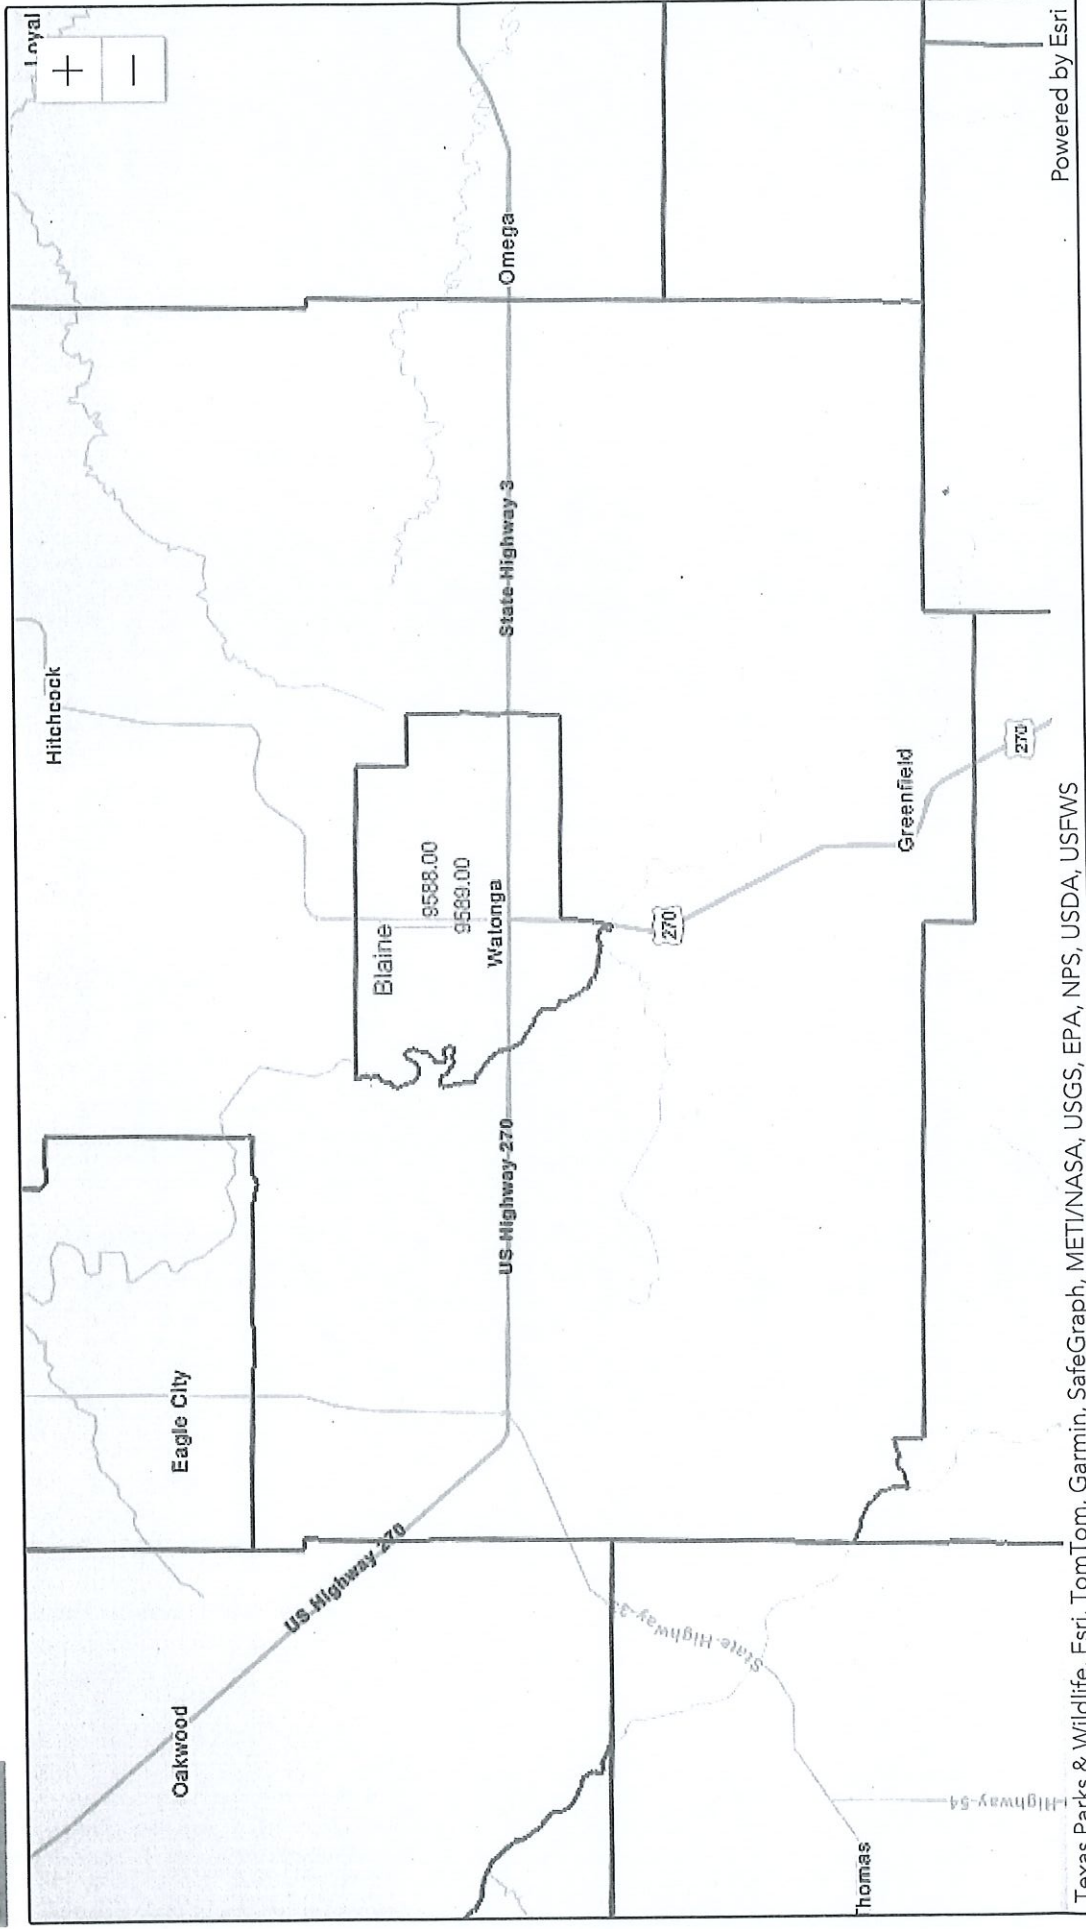 Loyal
+
−
Hitchcock
Eagle City
Oakwood
US-Highway-270
Blaine
9588.00
9589.00
Watonga
US-Highway-270
State-Highway-3
Omega
270
State-Highway-33
Greenfield
270
Thomas
Highway-54
Powered by Esri
Texas Parks & Wildlife, Esri, TomTom, Garmin, SafeGraph, METI/NASA, USGS, EPA, NPS, USDA, USFWS